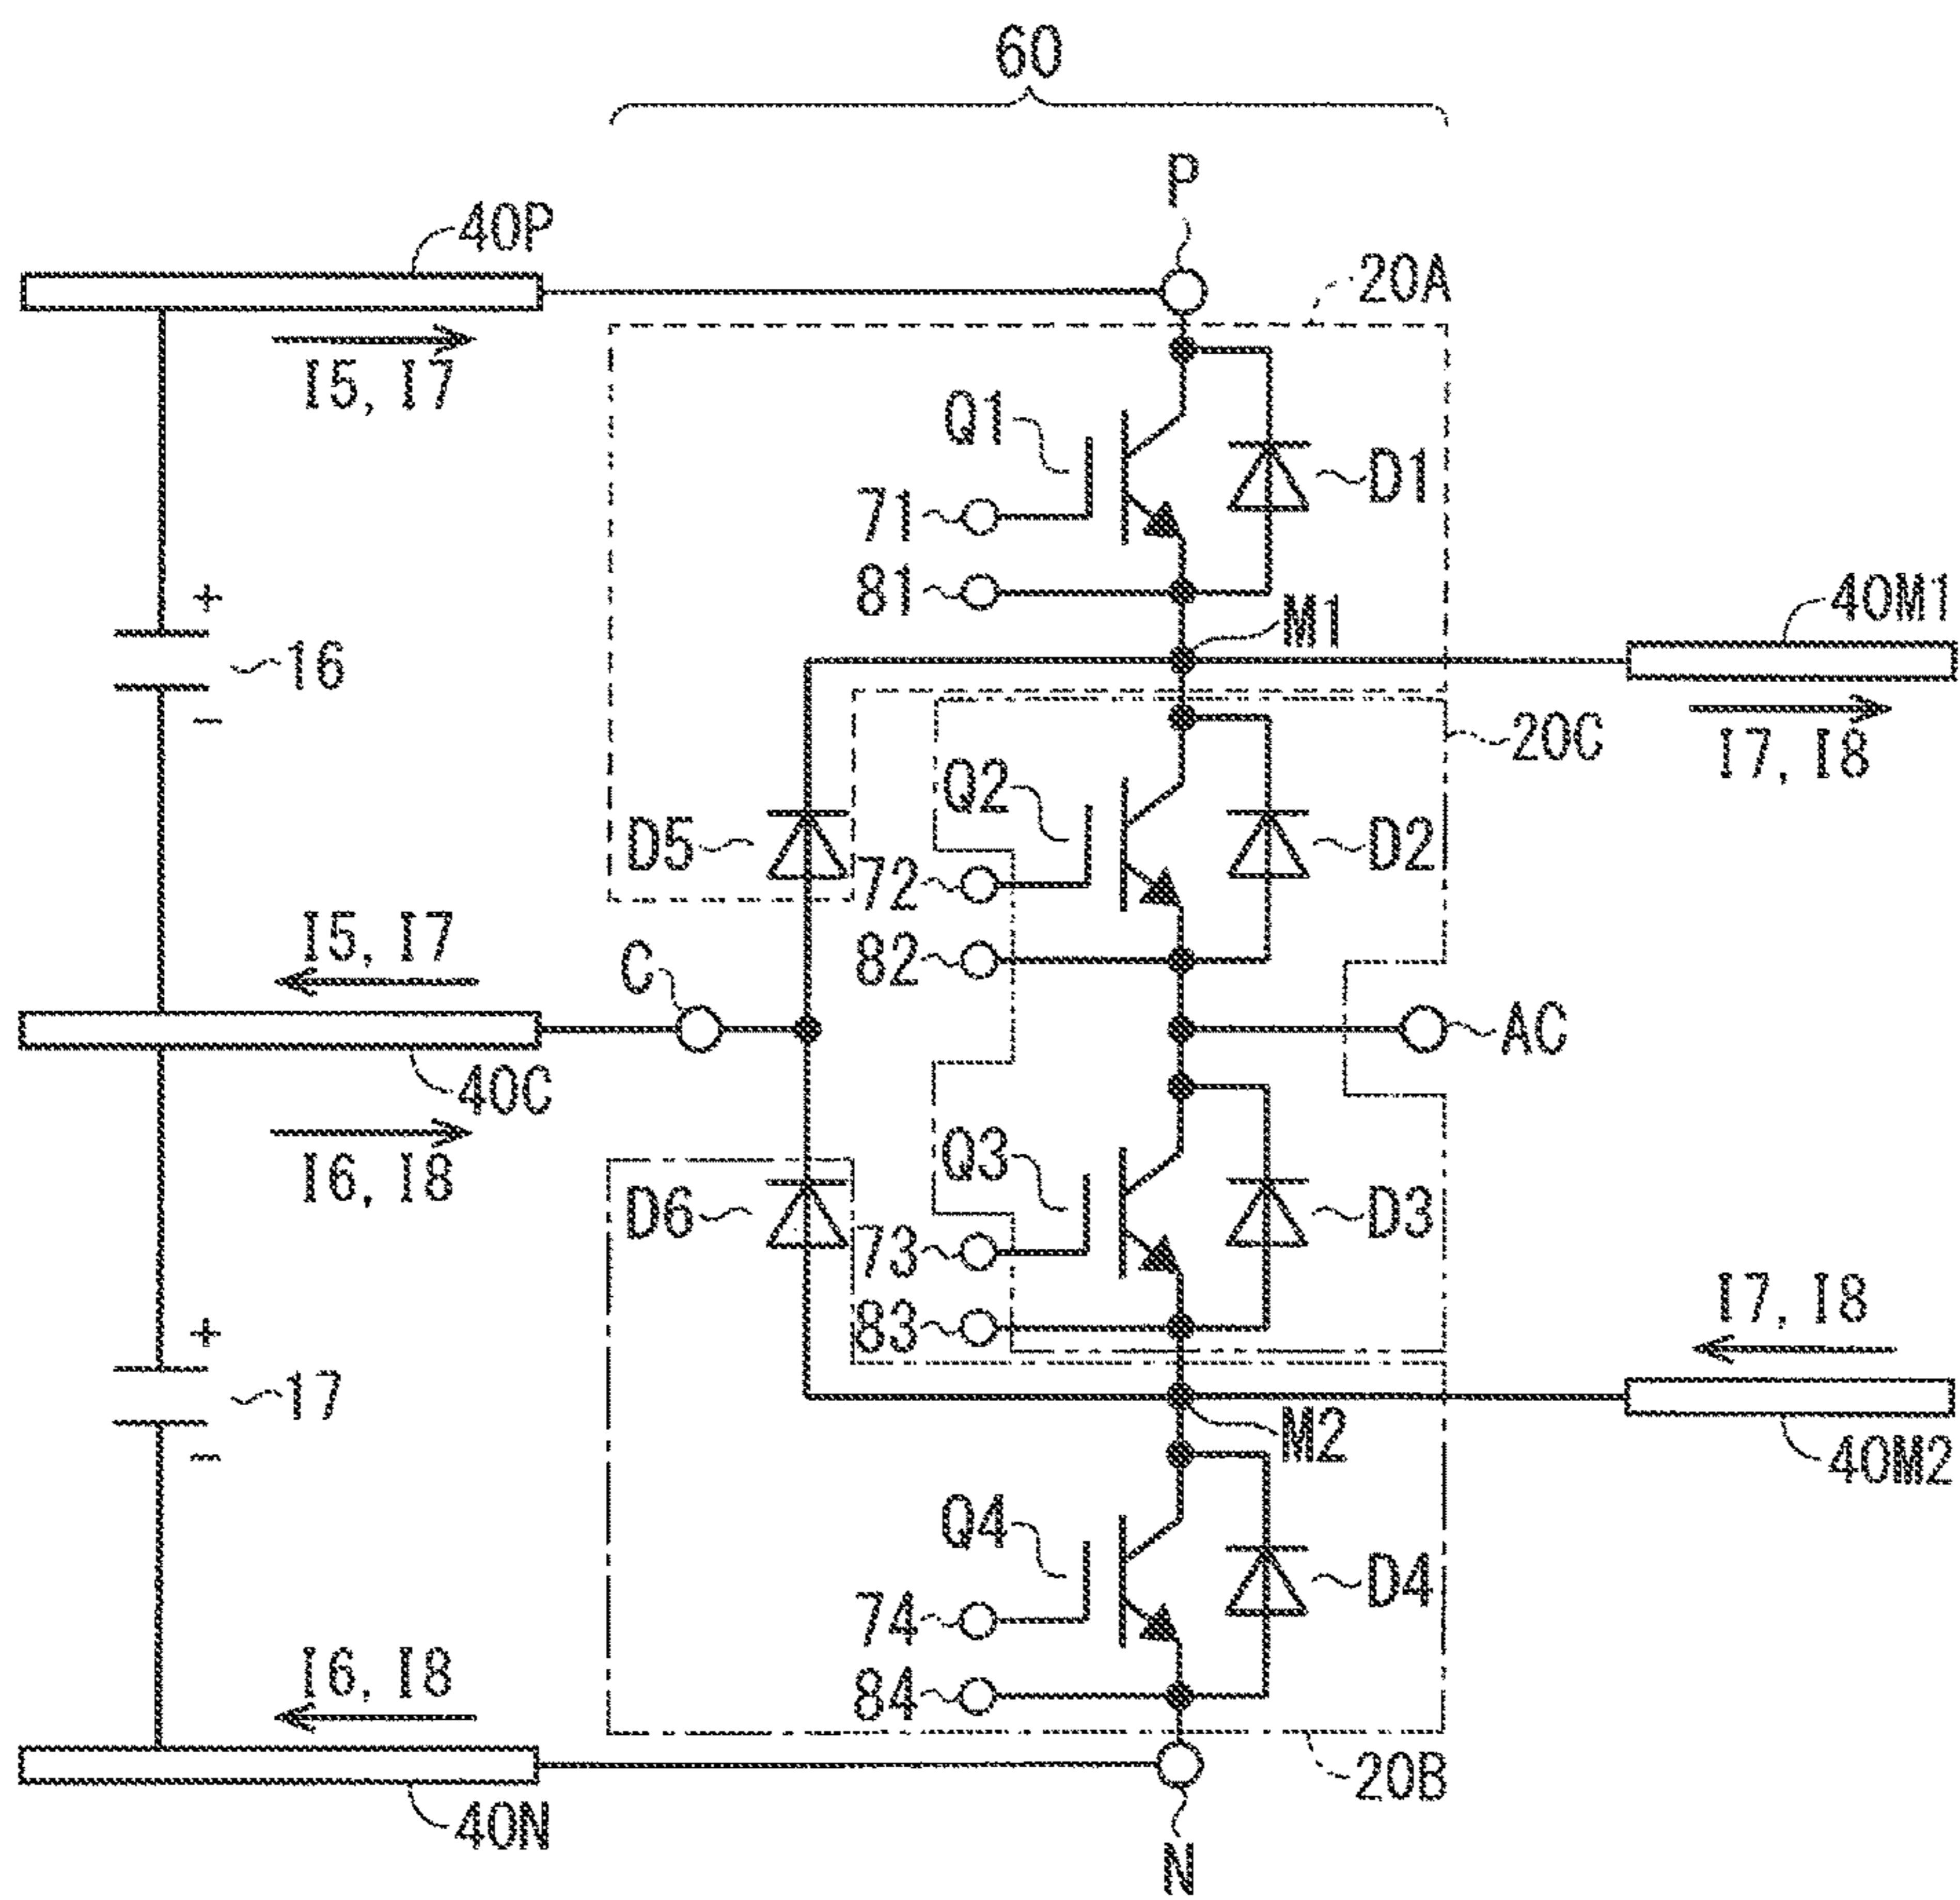 60
P
40P
20A
I5, I7
Q1
D1
71
81
M1
40M1
+
16
−
I7, I8
20C
Q2
D5
D2
72
I5, I7
C
82
AC
40C
I6, I8
Q3
D6
D3
73
83
I7, I8
+
17
−
M2
40M2
Q4
D4
74
84
I6, I8
20B
40N
N